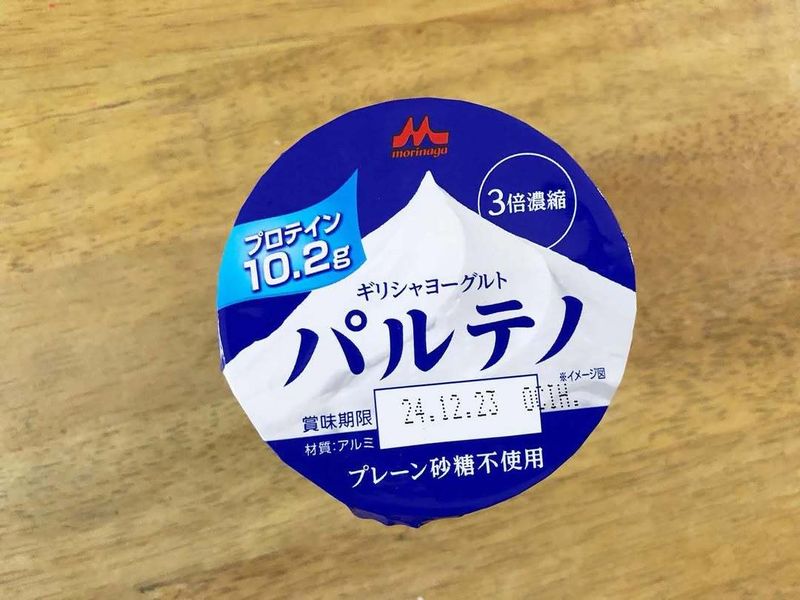 morinaga
3倍濃縮
プロテイン
10.2g
ギリシャヨーグルト
パルテノ
※イメージ図
賞味期限
24.12.23 OCIH.
材質:アルミ
プレーン砂糖不使用